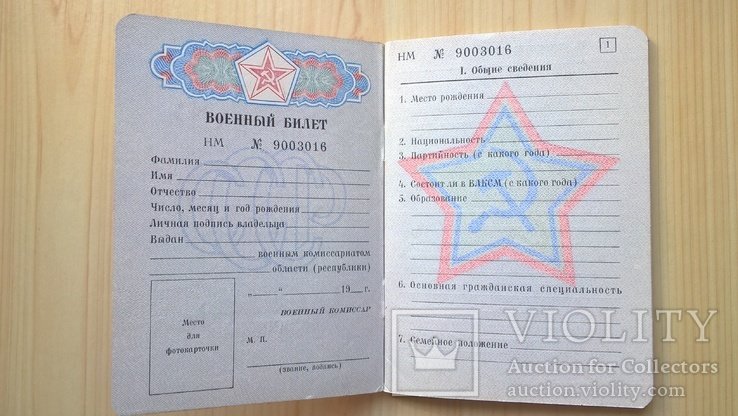 ВОЕННЫЙ БИЛЕТ
НМ № 9003016
Фамилия
Имя
Отчество
Число, месяц и год рождения
Личная подпись владельца
Выдан
военным комиссариатом
области (республики)
„ “ 19 г.
ВОЕННЫЙ КОМИССАР
Место
для
фотокарточки
М. П.
(звание, подпись)
СССР
НМ № 9003016
1
I. Общие сведения
1. Место рождения
2. Национальность
3. Партийность (с какого года)
4. Состоит ли в ВЛКСМ (с какого года)
5. Образование
6. Основная гражданская специальность
7. Семейное положение
VIOLITY
Auction for Collectors
auction.violity.com